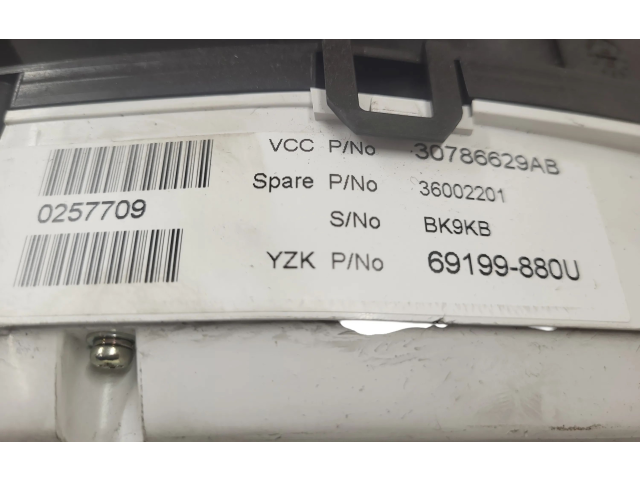 VCC P/No 30786629AB
Spare P/No 36002201
0257709
S/No BK9KB
YZK P/No 69199-880U